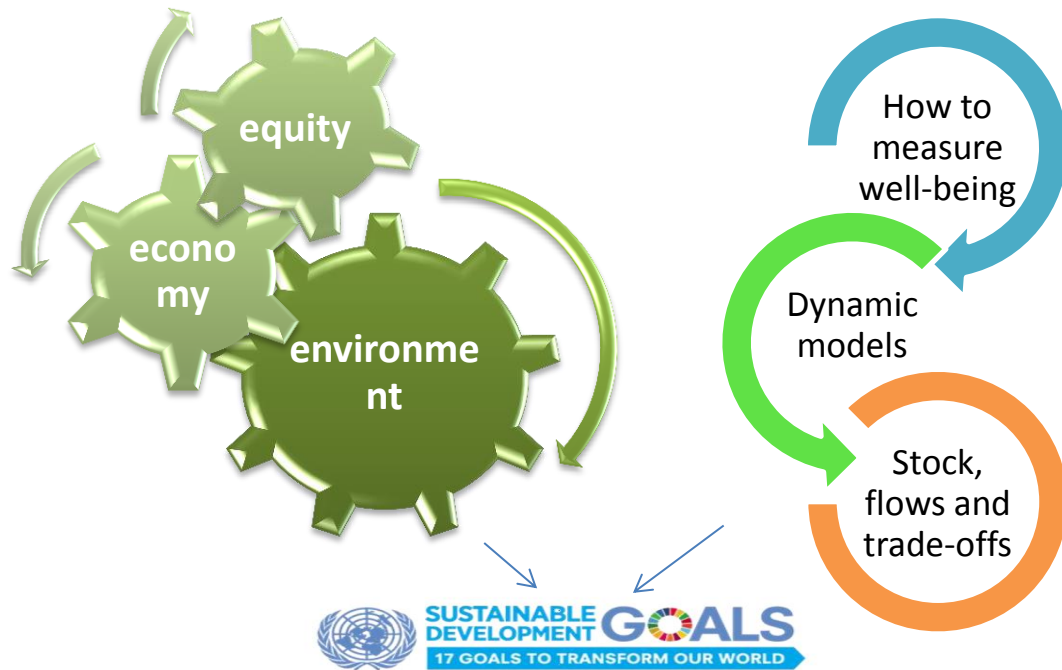 equity
econo
my
environme
nt
How to
measure
well-being
Dynamic
models
Stock,
flows and
trade-offs
SUSTAINABLE
DEVELOPMENT
GOALS
17 GOALS TO TRANSFORM OUR WORLD